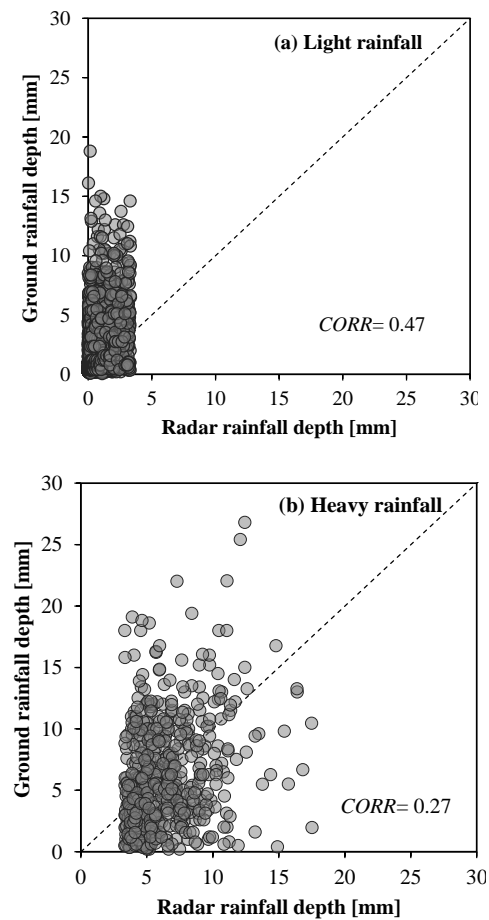 30
(a) Light rainfall
25
20
15
10
5
0
Ground rainfall depth [mm]
CORR= 0.47
0 5 10 15 20 25 30
Radar rainfall depth [mm]
30
(b) Heavy rainfall
25
20
15
10
5
0
Ground rainfall depth [mm]
CORR= 0.27
0 5 10 15 20 25 30
Radar rainfall depth [mm]